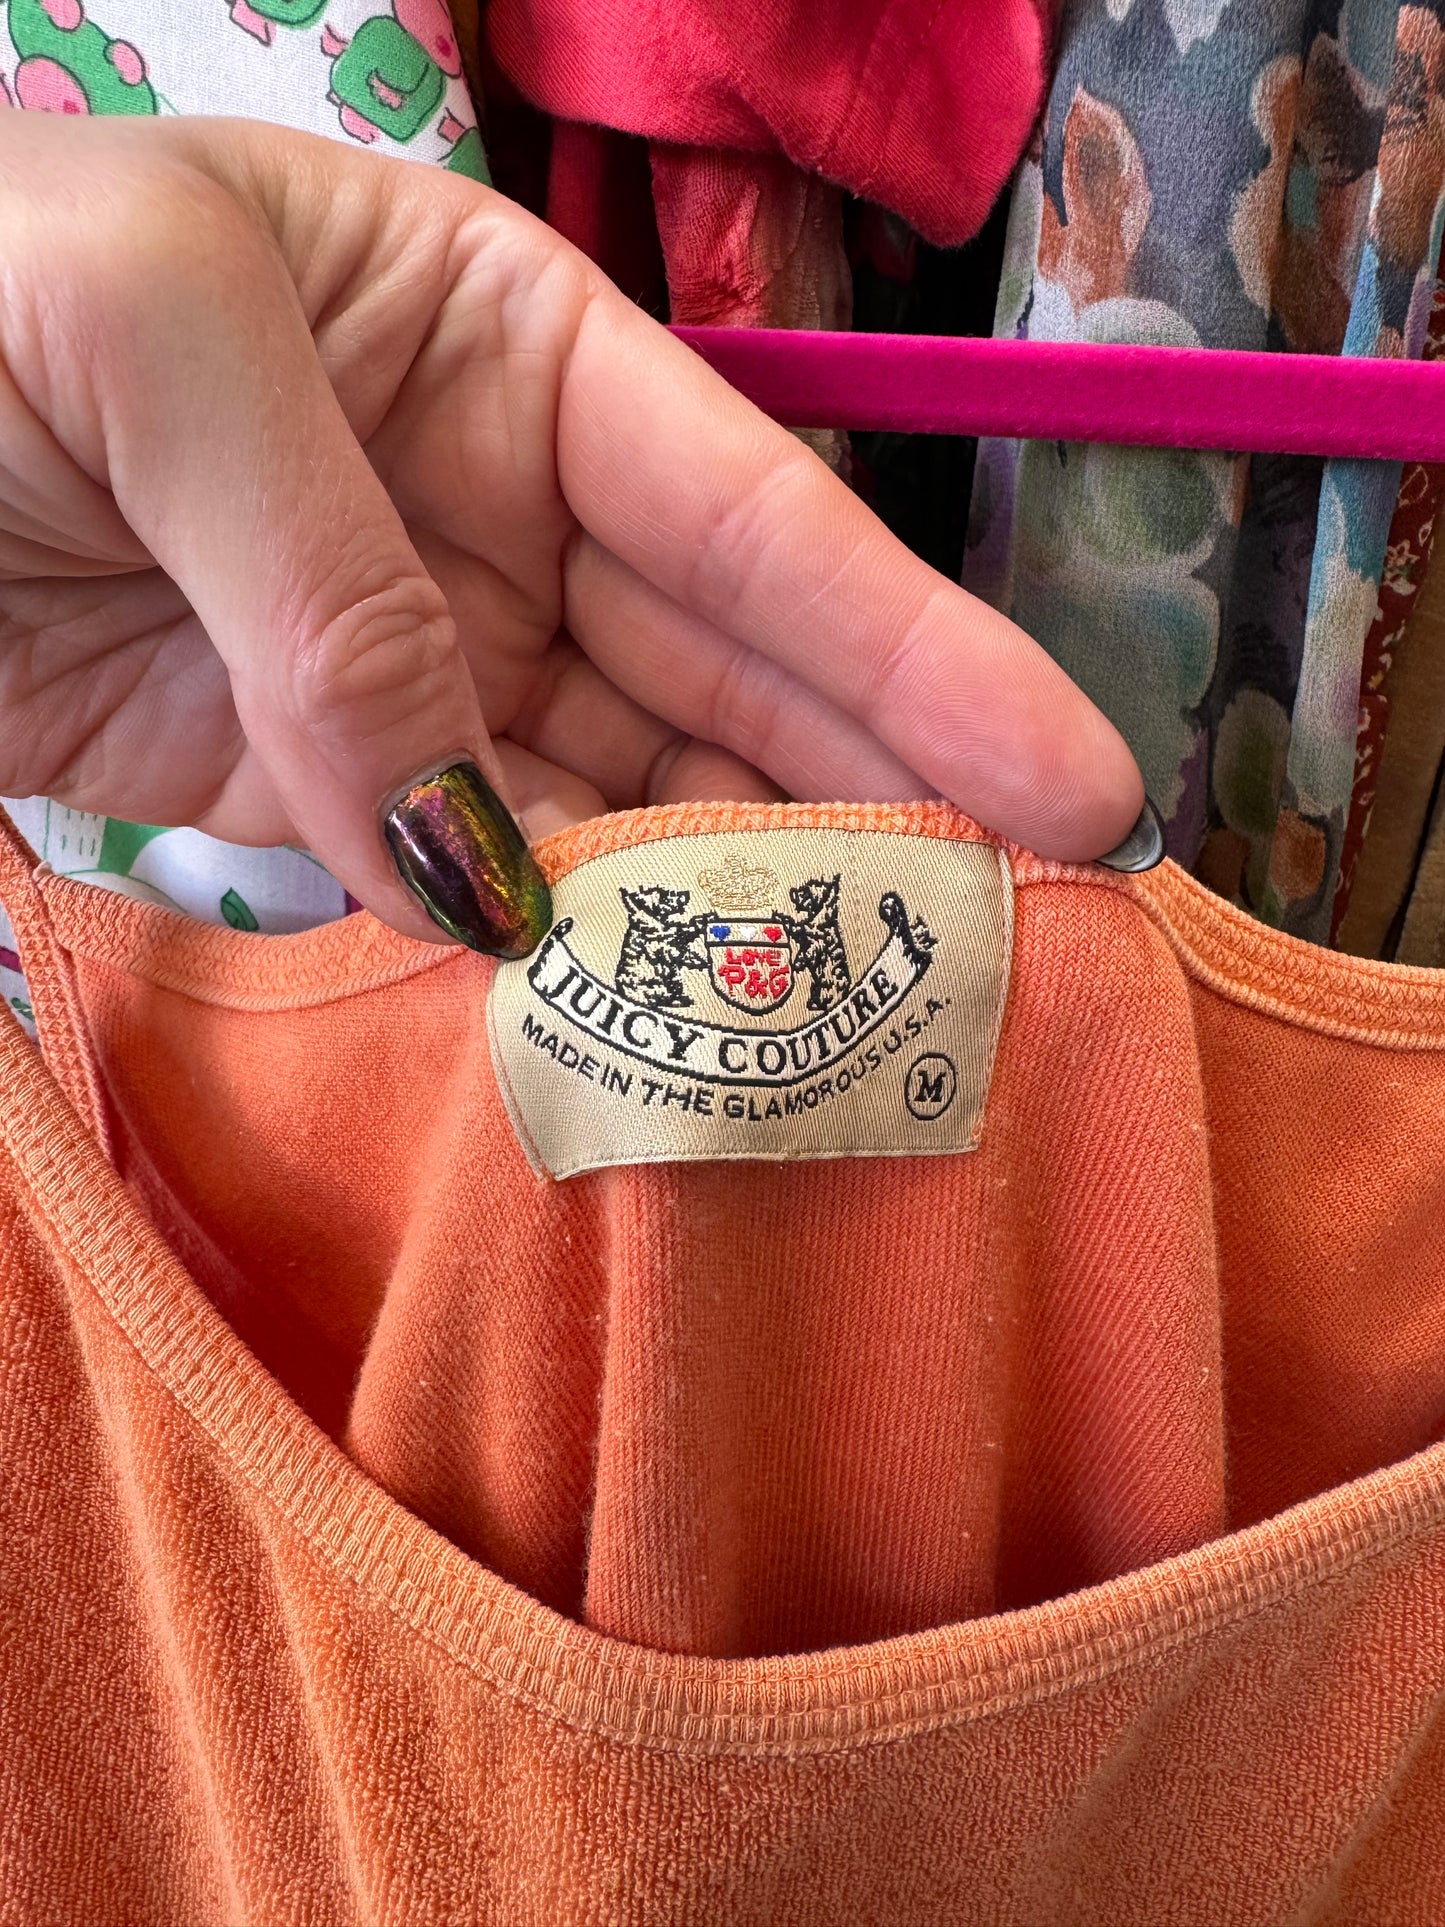 LOVE
P&G
JUICY COUTURE
MADE IN THE GLAMOROUS U.S.A.
M